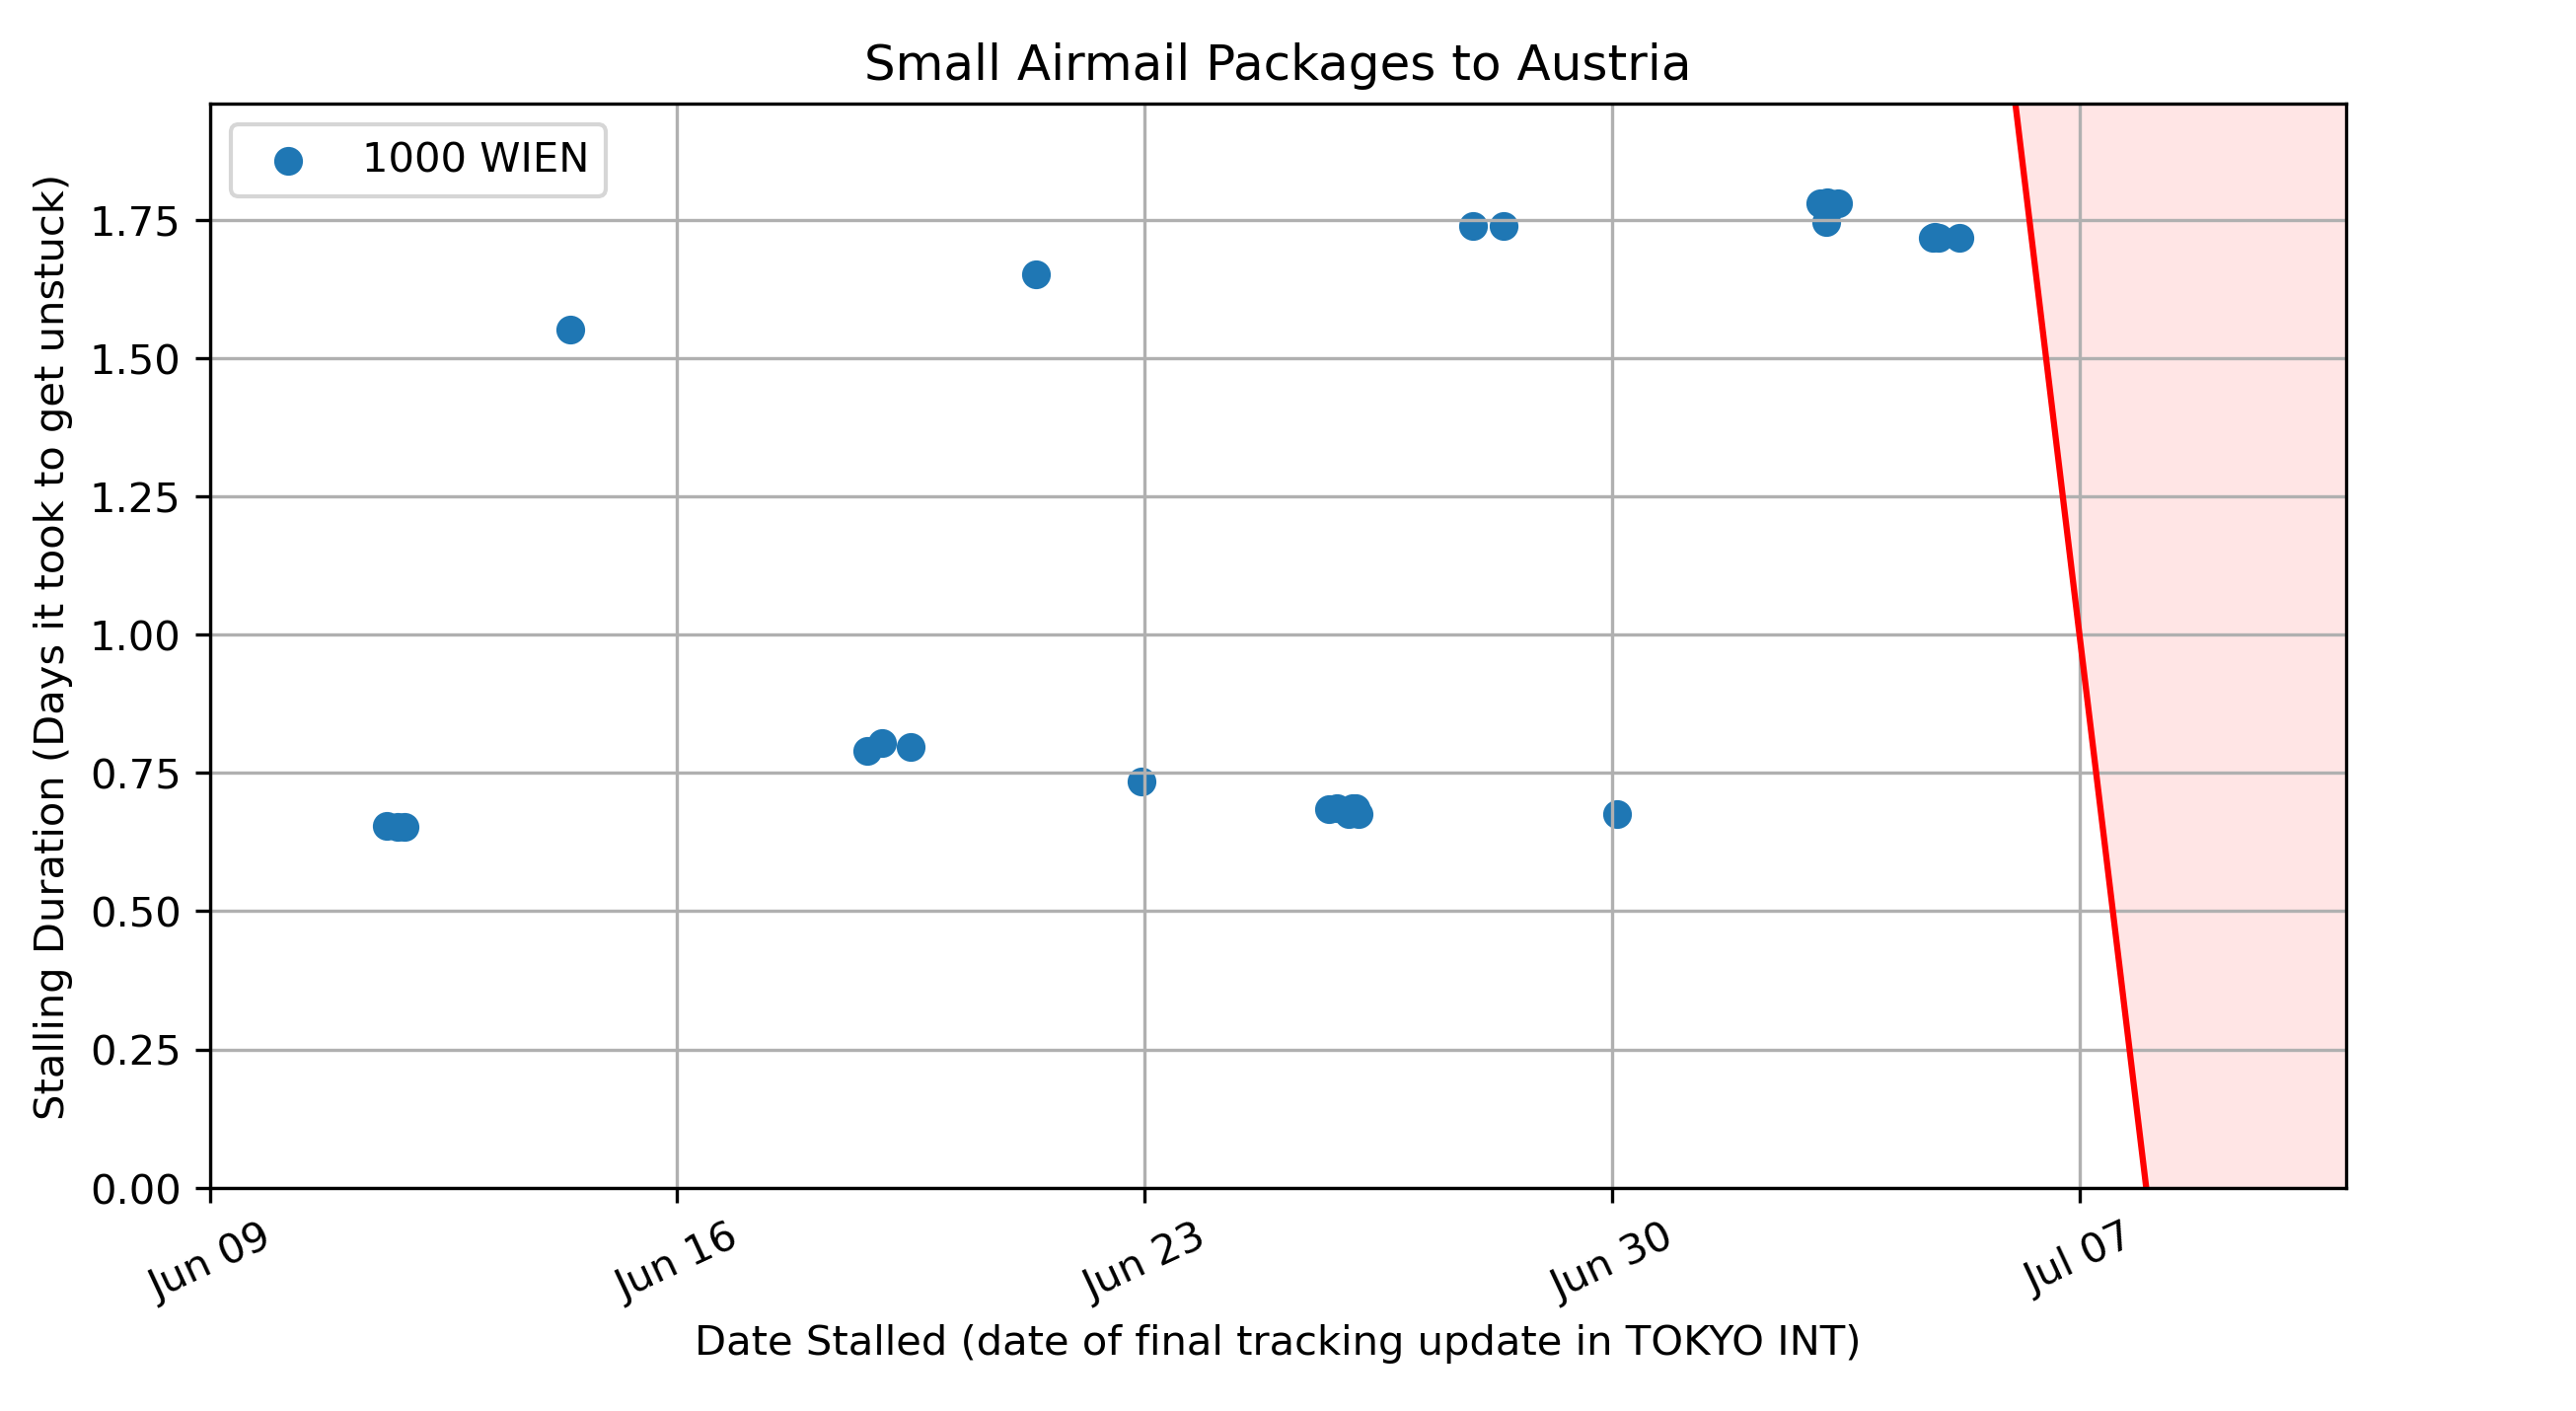 Small Airmail Packages to Austria
1000 WIEN
Stalling Duration (Days it took to get unstuck)
1.75
1.50
1.25
1.00
0.75
0.50
0.25
0.00
Jun 09
Jun 16
Jun 23
Jun 30
Jul 07
Date Stalled (date of final tracking update in TOKYO INT)